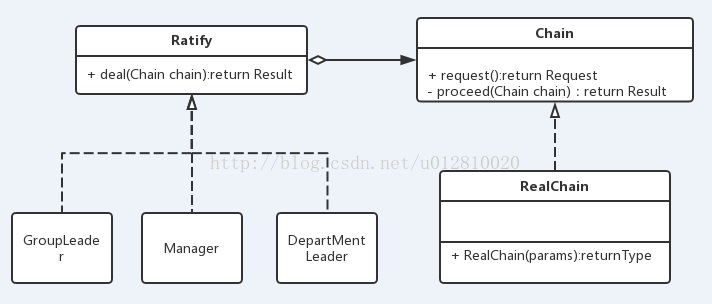 Ratify
+ deal(Chain chain):return Result
Chain
+ request():return Request
- proceed(Chain chain) : return Result
http://blog.csdn.net/u012810020
RealChain
+ RealChain(params):returnType
GroupLeade
r
Manager
DepartMent
Leader